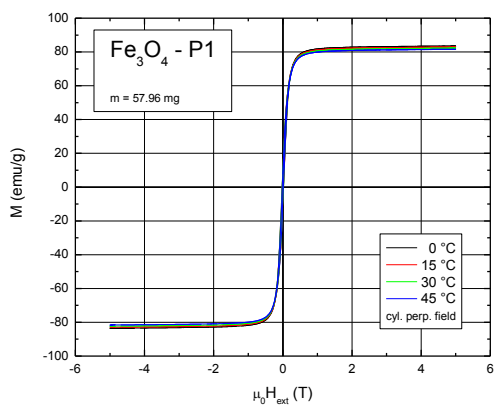 Fe₃O₄ - P1
m = 57.96 mg
100
80
60
40
20
0
-20
-40
-60
-80
-100
M (emu/g)
0 °C
15 °C
30 °C
45 °C
cyl. perp. field
-6 -4 -2 0 2 4 6
μ₀Hₑₓₜ (T)